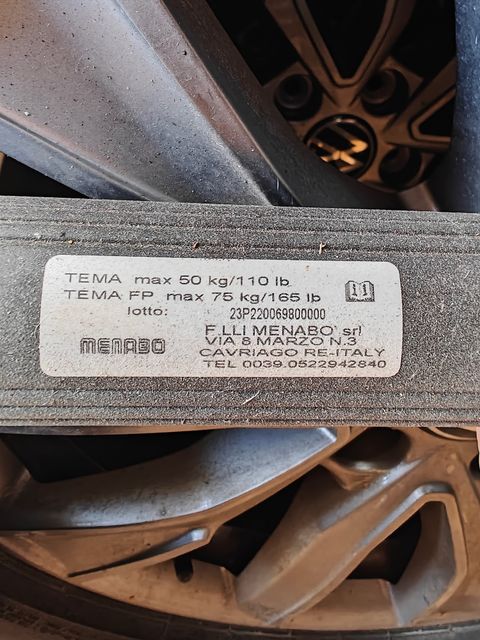 TEMA max 50 kg/110 lb
TEMA FP max 75 kg/165 lb
lotto: 23P220069800000
F.LLI MENABO' srl
VIA 8 MARZO N.3
MENABO
CAVRIAGO RE-ITALY
TEL 0039.0522942840